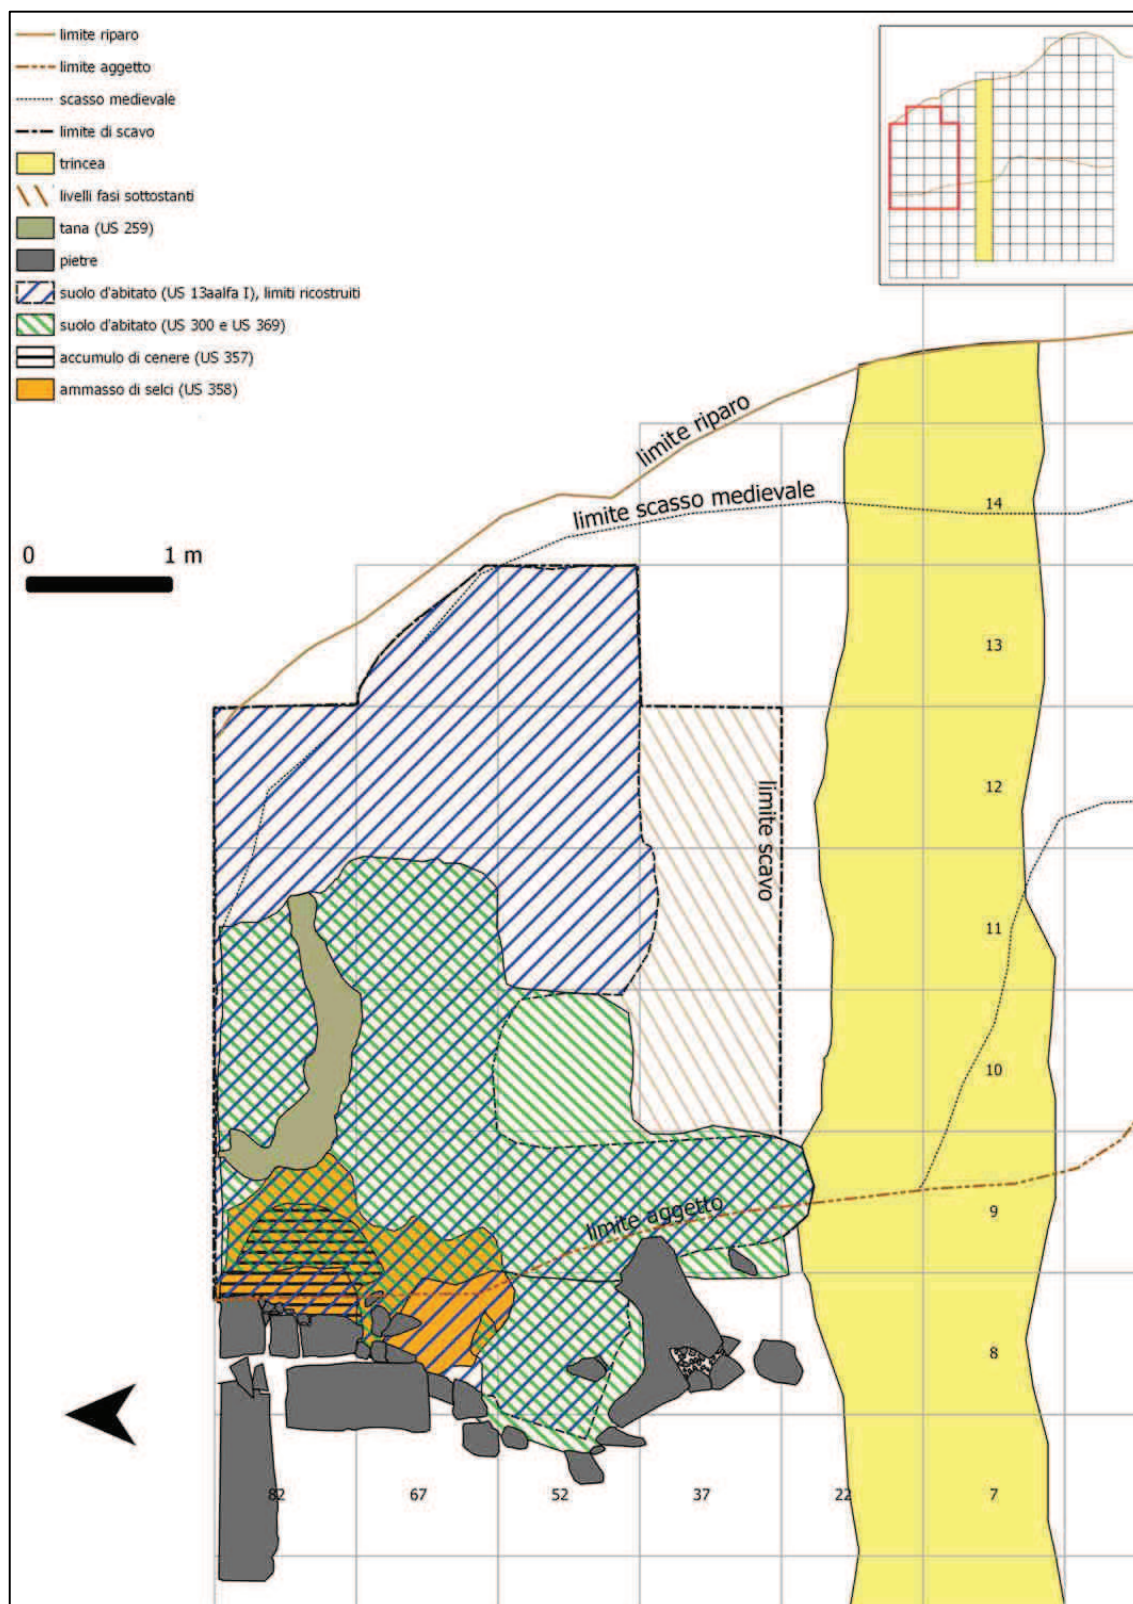 limite riparo
limite aggetto
scasso medievale
limite di scavo
trincea
livelli fasi sottostanti
tana (US 259)
pietre
suolo d'abitato (US 13aalfa I), limiti ricostruiti
suolo d'abitato (US 300 e US 369)
accumulo di cenere (US 357)
ammasso di selci (US 358)
limite riparo
limite scasso medievale
14
0 1 m
13
12
limite scavo
11
10
limite aggetto
9
8
82 67 52 37 22 7